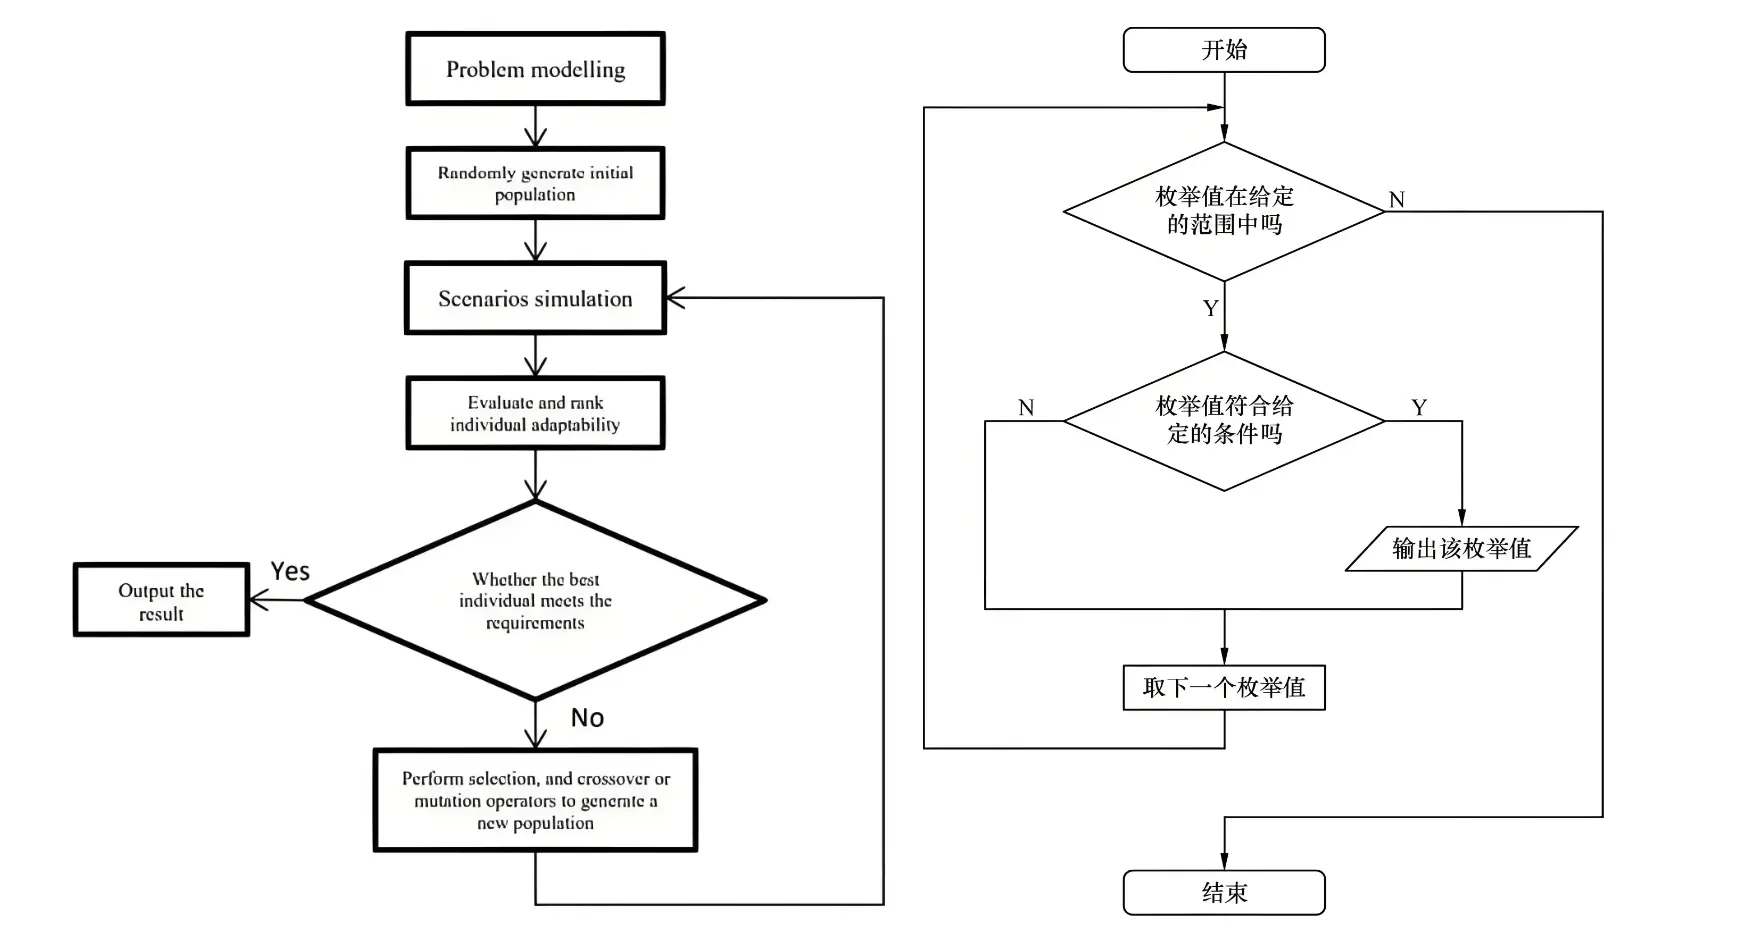 Problem modelling
Randomly generate initial
population
Scenarios simulation
Evaluate and rank
individual adaptability
Whether the best
individual meets the
requirements
Yes
Output the
result
No
Perform selection, and crossover or
mutation operators to generate a
new population
开始
枚举值在给定
的范围中吗
N
Y
枚举值符合给
定的条件吗
N
Y
输出该枚举值
取下一个枚举值
结束